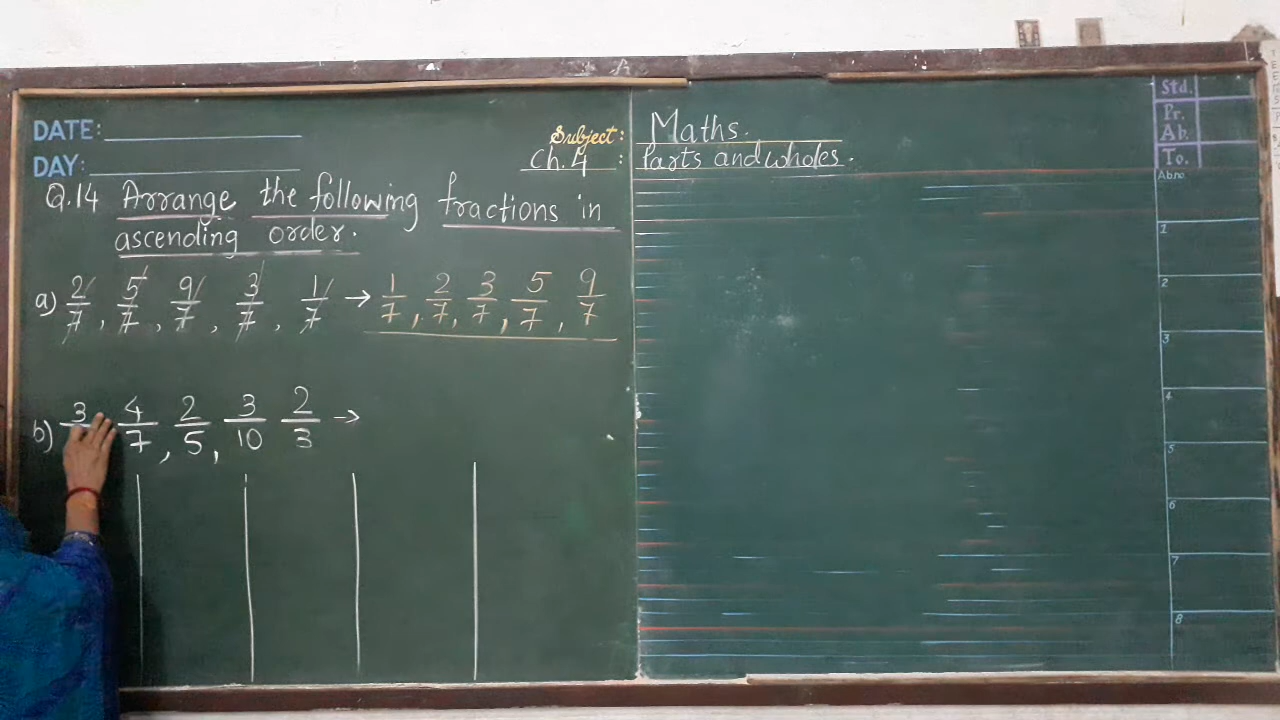 DATE:
DAY:
Subject: Maths.
Ch. 4 : Parts and wholes.
Q.14 Arrange the following fractions in
ascending order.
a) 2/7, 5/7, 9/7, 3/7, 1/7 → 1/7, 2/7, 3/7, 5/7, 9/7
b) 3 4/7, 2/5, 3/10 2/3 →
Std.
Pr.
Ab.
To.
Abno.
1
2
3
4
5
6
7
8